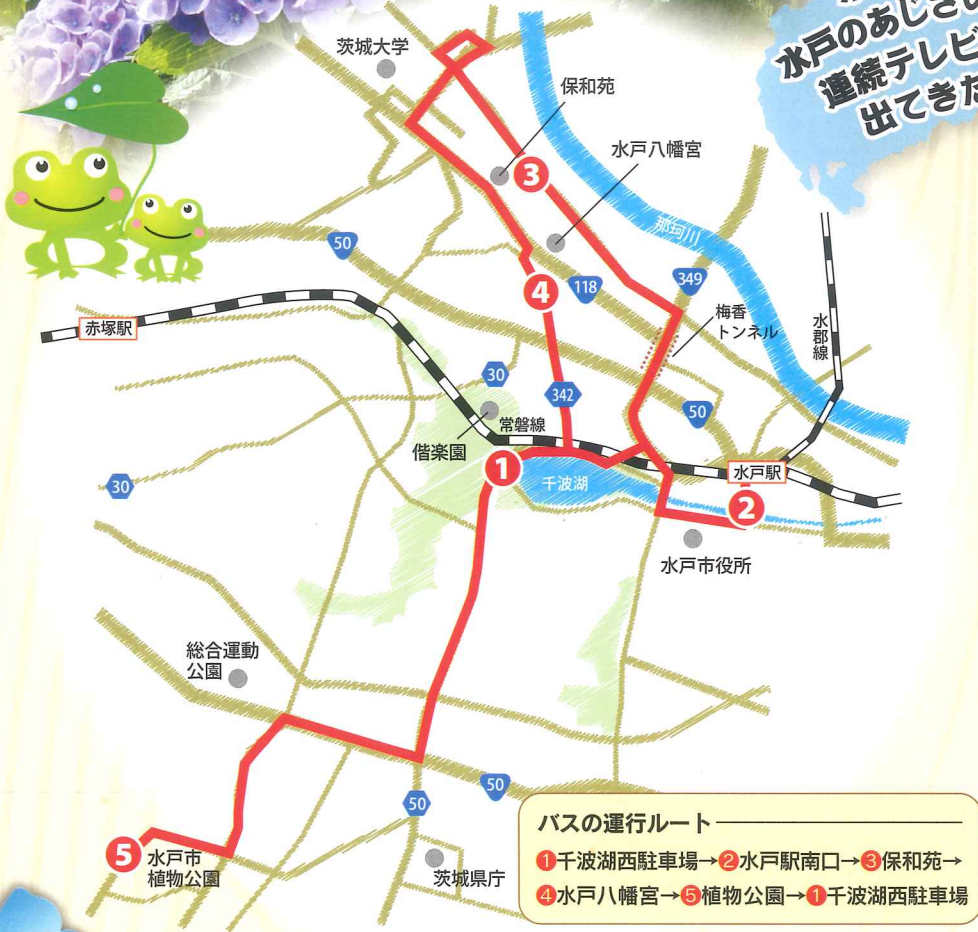 水戸のあじさい
連続テレビ
出てきた
茨城大学
保和苑
3
水戸八幡宮
那珂川
50
349
4
118
梅香
トンネル
水郡線
赤塚駅
30
342
50
常磐線
偕楽園
水戸駅
1
千波湖
30
2
水戸市役所
総合運動
公園
50
50
5
水戸市
植物公園
茨城県庁
バスの運行ルート
1千波湖西駐車場→2水戸駅南口→3保和苑→
4水戸八幡宮→5植物公園→1千波湖西駐車場